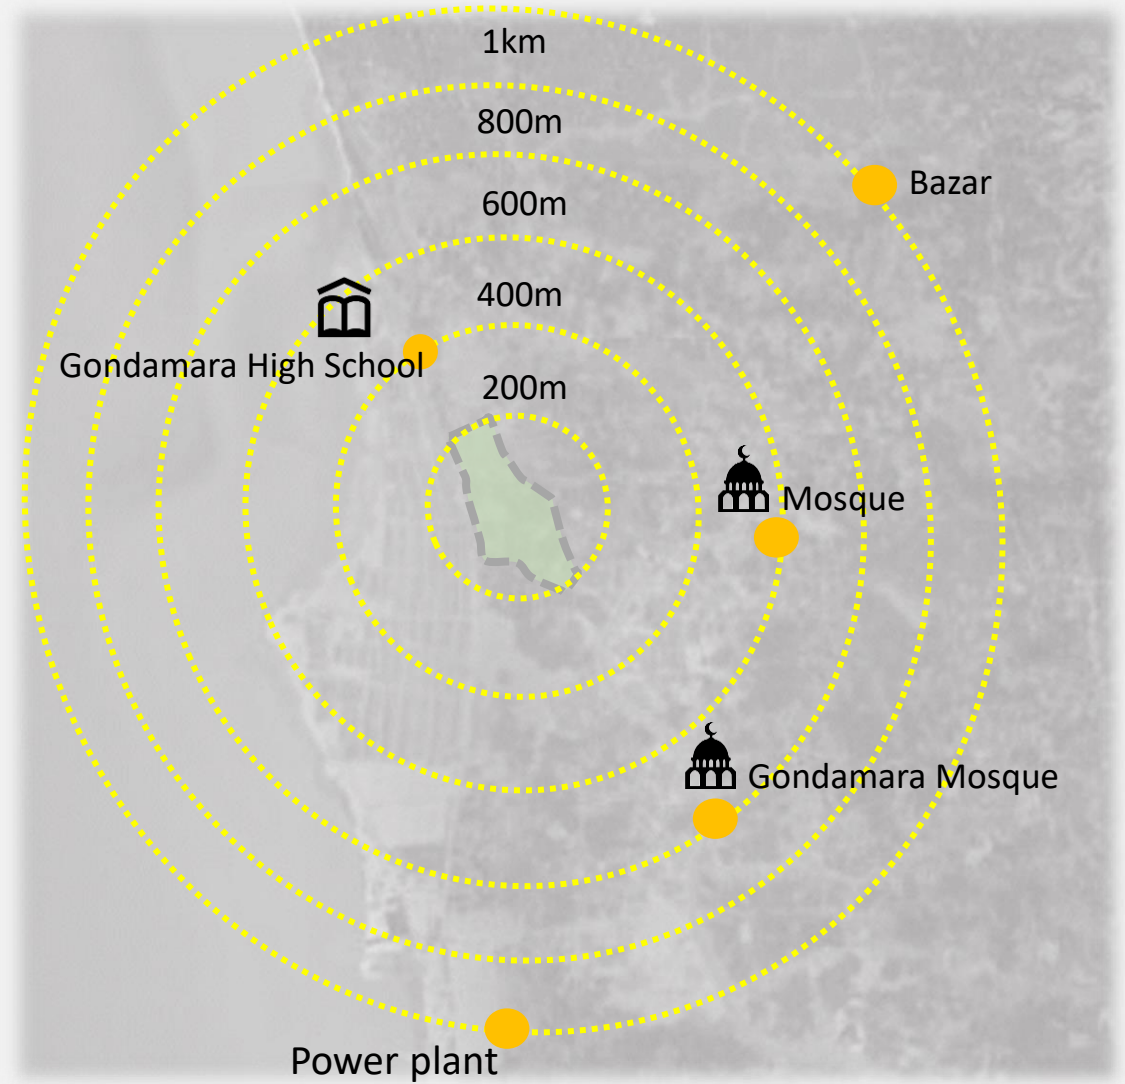 1km
800m
Bazar
600m
400m
Gondamara High School
200m
Mosque
Gondamara Mosque
Power plant